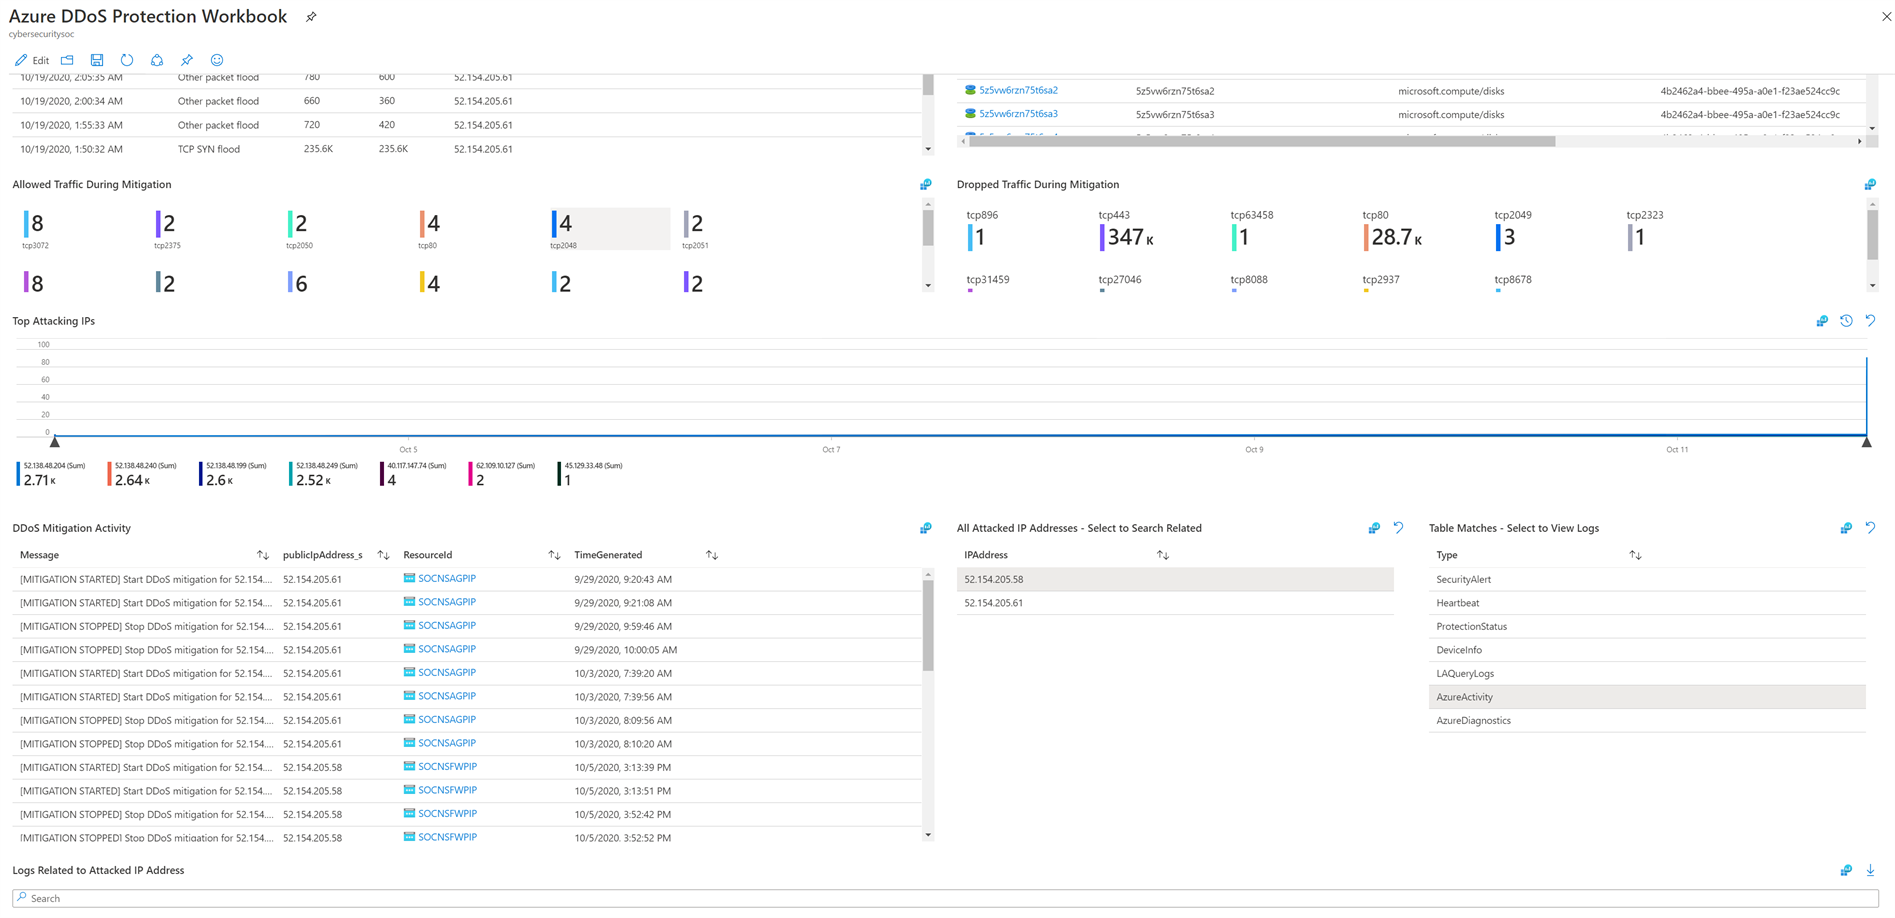 Azure DDoS Protection Workbook
cybersecuritysoc
Edit
10/19/2020, 2:05:35 AM Other packet flood 780 600 52.154.205.61
10/19/2020, 2:00:34 AM Other packet flood 660 360 52.154.205.61
10/19/2020, 1:55:33 AM Other packet flood 720 420 52.154.205.61
10/19/2020, 1:50:32 AM TCP SYN flood 235.6K 235.6K 52.154.205.61
5z5vw6rzn75t6sa2 5z5vw6rzn75t6sa2 microsoft.compute/disks 4b2462a4-bbee-495a-a0e1-f23ae524cc9c
5z5vw6rzn75t6sa3 5z5vw6rzn75t6sa3 microsoft.compute/disks 4b2462a4-bbee-495a-a0e1-f23ae524cc9c
Allowed Traffic During Mitigation
8 2 2 4 4 2
tcp3072 tcp2375 tcp2050 tcp80 tcp2048 tcp2051
8 2 6 4 2 2
Dropped Traffic During Mitigation
tcp896 tcp443 tcp63458 tcp80 tcp2049 tcp2323
1 347 K 1 28.7 K 3 1
tcp31459 tcp27046 tcp8088 tcp2937 tcp8678
Top Attacking IPs
100
80
60
40
20
0
Oct 5 Oct 7 Oct 9 Oct 11
52.138.48.204 (Sum) 52.138.48.240 (Sum) 52.138.48.199 (Sum) 52.138.48.249 (Sum) 40.117.147.74 (Sum) 62.109.10.127 (Sum) 45.129.33.48 (Sum)
2.71 K 2.64 K 2.6 K 2.52 K 4 2 1
DDoS Mitigation Activity
Message publicIpAddress_s ResourceId TimeGenerated
[MITIGATION STARTED] Start DDoS mitigation for 52.154.... 52.154.205.61 SOCNSAGPIP 9/29/2020, 9:20:43 AM
[MITIGATION STARTED] Start DDoS mitigation for 52.154.... 52.154.205.61 SOCNSAGPIP 9/29/2020, 9:21:08 AM
[MITIGATION STOPPED] Stop DDoS mitigation for 52.154.... 52.154.205.61 SOCNSAGPIP 9/29/2020, 9:59:46 AM
[MITIGATION STOPPED] Stop DDoS mitigation for 52.154.... 52.154.205.61 SOCNSAGPIP 9/29/2020, 10:00:05 AM
[MITIGATION STARTED] Start DDoS mitigation for 52.154.... 52.154.205.61 SOCNSAGPIP 10/3/2020, 7:39:20 AM
[MITIGATION STARTED] Start DDoS mitigation for 52.154.... 52.154.205.61 SOCNSAGPIP 10/3/2020, 7:39:56 AM
[MITIGATION STOPPED] Stop DDoS mitigation for 52.154.... 52.154.205.61 SOCNSAGPIP 10/3/2020, 8:09:56 AM
[MITIGATION STOPPED] Stop DDoS mitigation for 52.154.... 52.154.205.61 SOCNSAGPIP 10/3/2020, 8:10:20 AM
[MITIGATION STARTED] Start DDoS mitigation for 52.154.... 52.154.205.58 SOCNSFWPIP 10/5/2020, 3:13:39 PM
[MITIGATION STARTED] Start DDoS mitigation for 52.154.... 52.154.205.58 SOCNSFWPIP 10/5/2020, 3:13:51 PM
[MITIGATION STOPPED] Stop DDoS mitigation for 52.154.... 52.154.205.58 SOCNSFWPIP 10/5/2020, 3:52:42 PM
[MITIGATION STOPPED] Stop DDoS mitigation for 52.154.... 52.154.205.58 SOCNSFWPIP 10/5/2020, 3:52:52 PM
All Attacked IP Addresses - Select to Search Related
IPAddress
52.154.205.58
52.154.205.61
Table Matches - Select to View Logs
Type
SecurityAlert
Heartbeat
ProtectionStatus
DeviceInfo
LAQueryLogs
AzureActivity
AzureDiagnostics
Logs Related to Attacked IP Address
Search